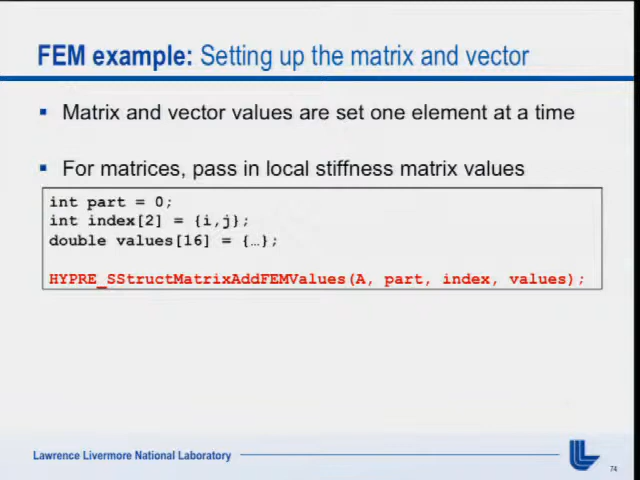 FEM example: Setting up the matrix and vector
▪ Matrix and vector values are set one element at a time
▪ For matrices, pass in local stiffness matrix values
int part = 0;
int index[2] = {i,j};
double values[16] = {…};
HYPRE_SStructMatrixAddFEMValues(A, part, index, values);
Lawrence Livermore National Laboratory
74